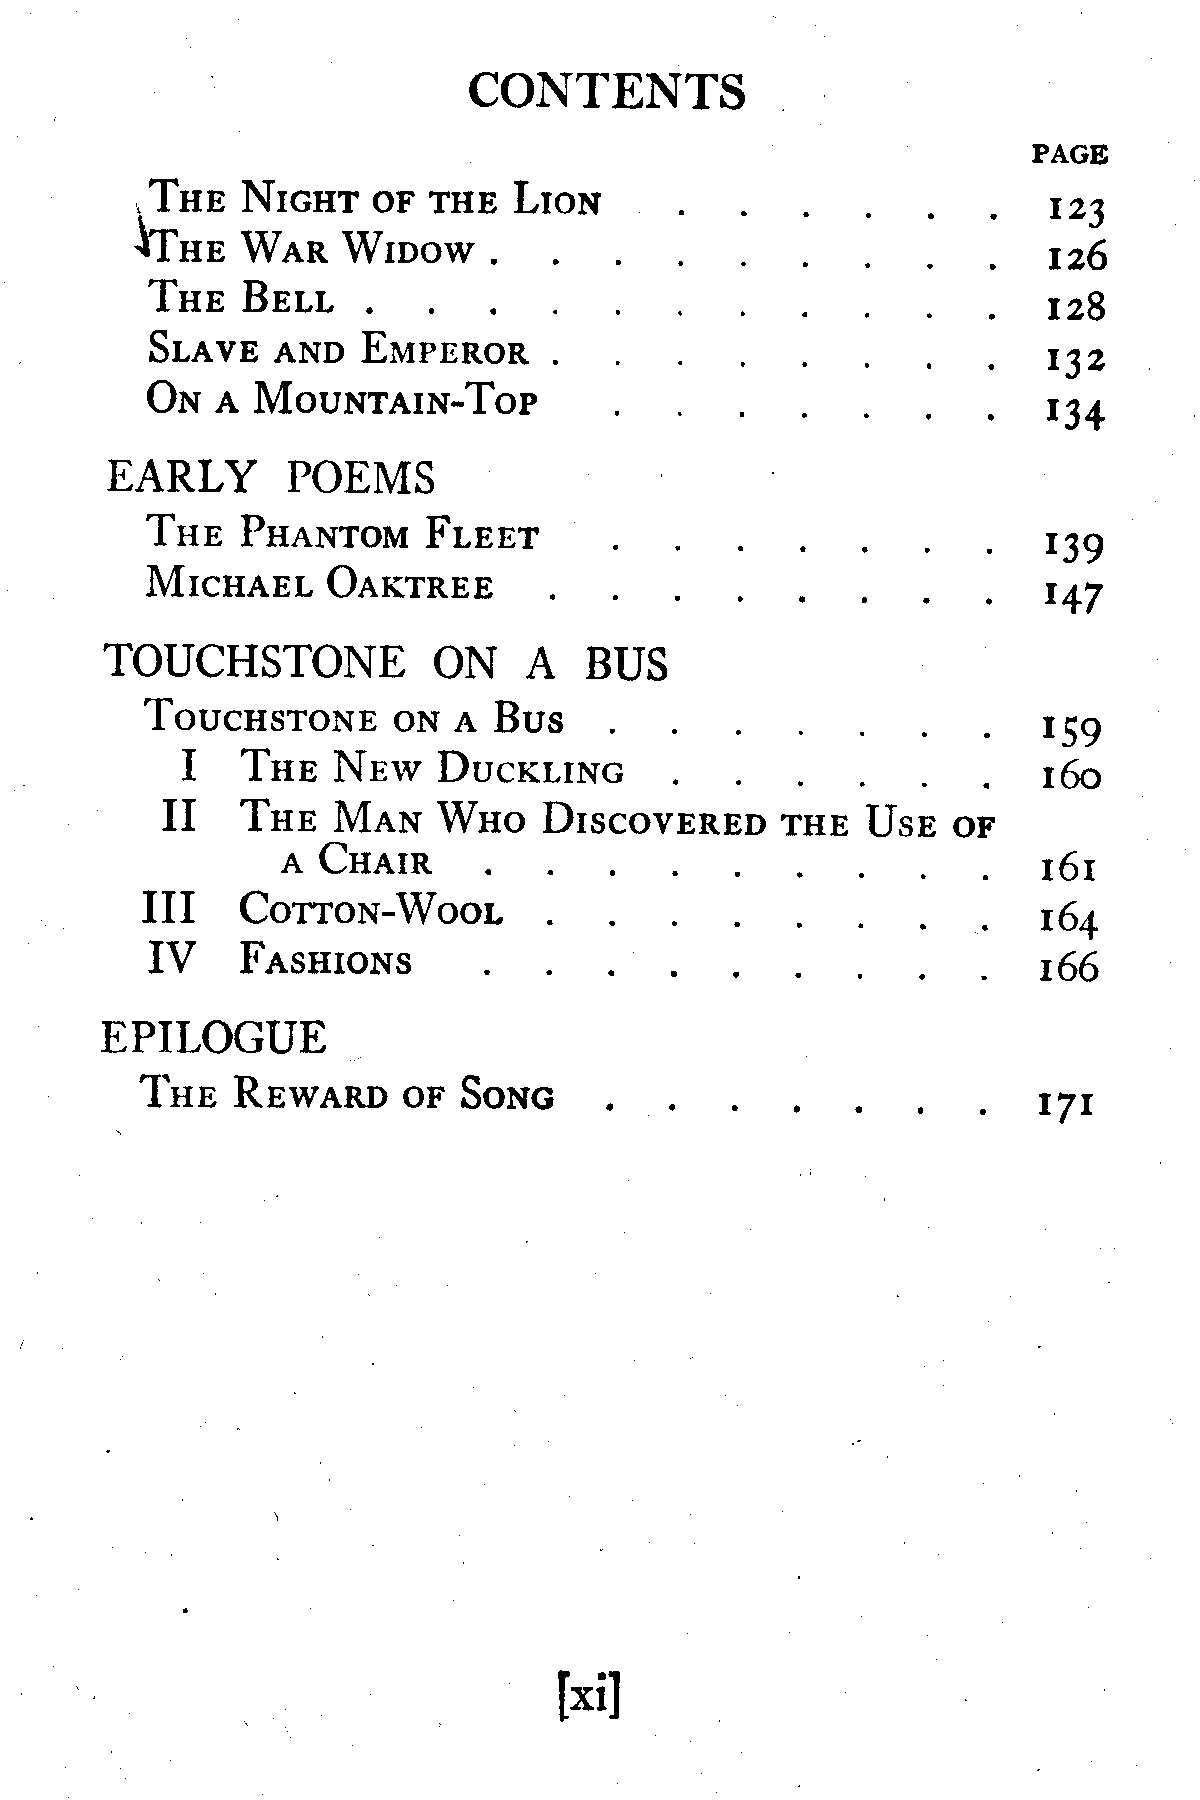 CONTENTS
PAGE
The Night of the Lion . . . . . . 123
The War Widow . . . . . . . . . 126
The Bell . . . . . . . . . . . 128
Slave and Emperor . . . . . . . . 132
On a Mountain-Top . . . . . . . 134
EARLY POEMS
The Phantom Fleet . . . . . . . 139
Michael Oaktree . . . . . . . . 147
TOUCHSTONE ON A BUS
Touchstone on a Bus . . . . . . . 159
I The New Duckling . . . . . . 160
II The Man Who Discovered the Use of
a Chair . . . . . . . . . 161
III Cotton-Wool . . . . . . . . 164
IV Fashions . . . . . . . . . 166
EPILOGUE
The Reward of Song . . . . . . . 171
[xi]